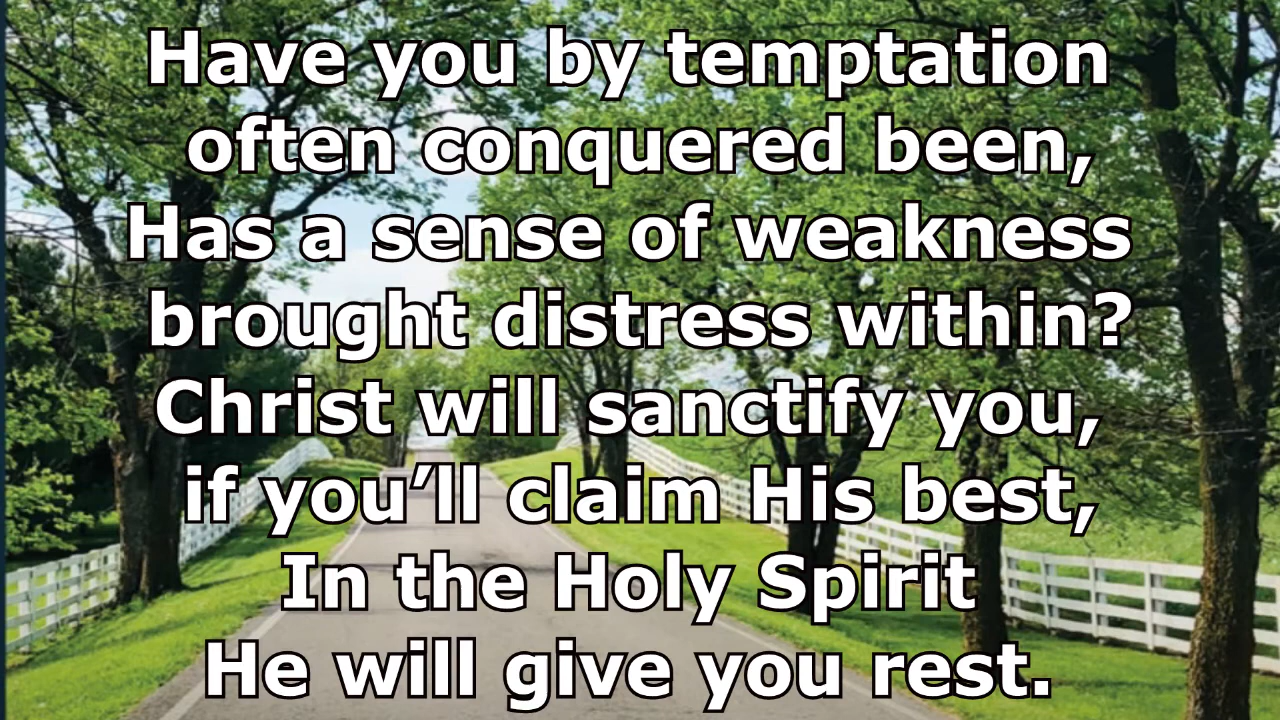 Have you by temptation
often conquered been,
Has a sense of weakness
brought distress within?
Christ will sanctify you,
if you’ll claim His best,
In the Holy Spirit
He will give you rest.